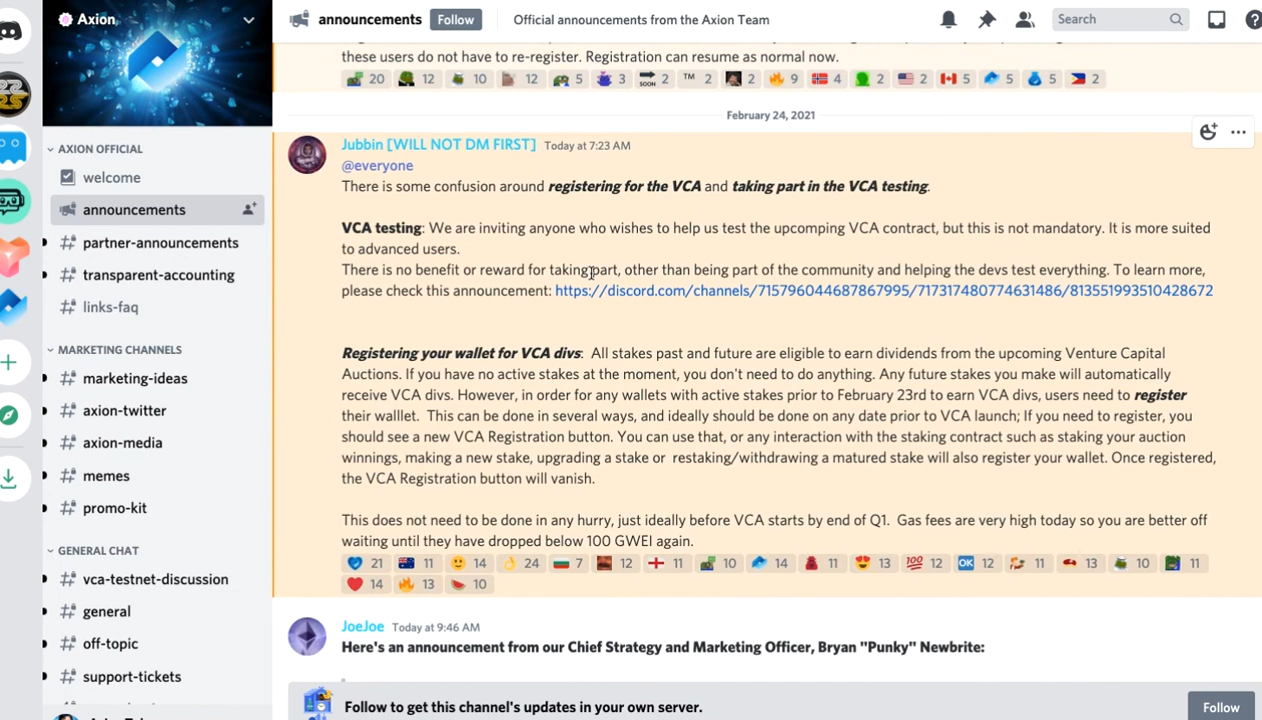 Axion
announcements
Follow
Official announcements from the Axion Team
Search
these users do not have to re-register. Registration can resume as normal now.
20 12 10 12 5 3 SOON 2 TM 2 2 9 4 2 2 5 5 5 2
February 24, 2021
AXION OFFICIAL
welcome
announcements
partner-announcements
transparent-accounting
links-faq
MARKETING CHANNELS
marketing-ideas
axion-twitter
axion-media
memes
promo-kit
GENERAL CHAT
vca-testnet-discussion
general
off-topic
support-tickets
Jubbin [WILL NOT DM FIRST] Today at 7:23 AM
@everyone
There is some confusion around registering for the VCA and taking part in the VCA testing.
VCA testing: We are inviting anyone who wishes to help us test the upcomping VCA contract, but this is not mandatory. It is more suited
to advanced users.
There is no benefit or reward for taking part, other than being part of the community and helping the devs test everything. To learn more,
please check this announcement: https://discord.com/channels/715796044687867995/717317480774631486/813551993510428672
Registering your wallet for VCA divs: All stakes past and future are eligible to earn dividends from the upcoming Venture Capital
Auctions. If you have no active stakes at the moment, you don't need to do anything. Any future stakes you make will automatically
receive VCA divs. However, in order for any wallets with active stakes prior to February 23rd to earn VCA divs, users need to register
their walllet. This can be done in several ways, and ideally should be done on any date prior to VCA launch; If you need to register, you
should see a new VCA Registration button. You can use that, or any interaction with the staking contract such as staking your auction
winnings, making a new stake, upgrading a stake or restaking/withdrawing a matured stake will also register your wallet. Once registered,
the VCA Registration button will vanish.
This does not need to be done in any hurry, just ideally before VCA starts by end of Q1. Gas fees are very high today so you are better off
waiting until they have dropped below 100 GWEI again.
21 11 14 24 7 12 11 10 14 11 13 100 12 OK 12 11 13 10 11
14 13 10
JoeJoe Today at 9:46 AM
Here's an announcement from our Chief Strategy and Marketing Officer, Bryan "Punky" Newbrite:
Follow to get this channel's updates in your own server.
Follow